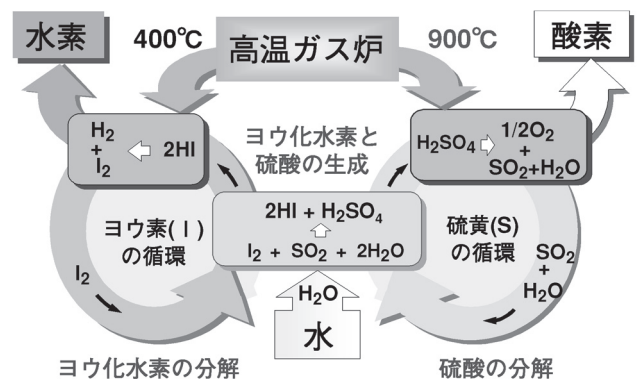 水素
400℃
高温ガス炉
900℃
酸素
H₂
+
I₂
2HI
ヨウ化水素と
硫酸の生成
H₂SO₄
1/2O₂
+
SO₂+H₂O
2HI + H₂SO₄
I₂ + SO₂ + 2H₂O
ヨウ素(I)
の循環
硫黄(S)
の循環
I₂
SO₂
+
H₂O
H₂O
水
ヨウ化水素の分解
硫酸の分解